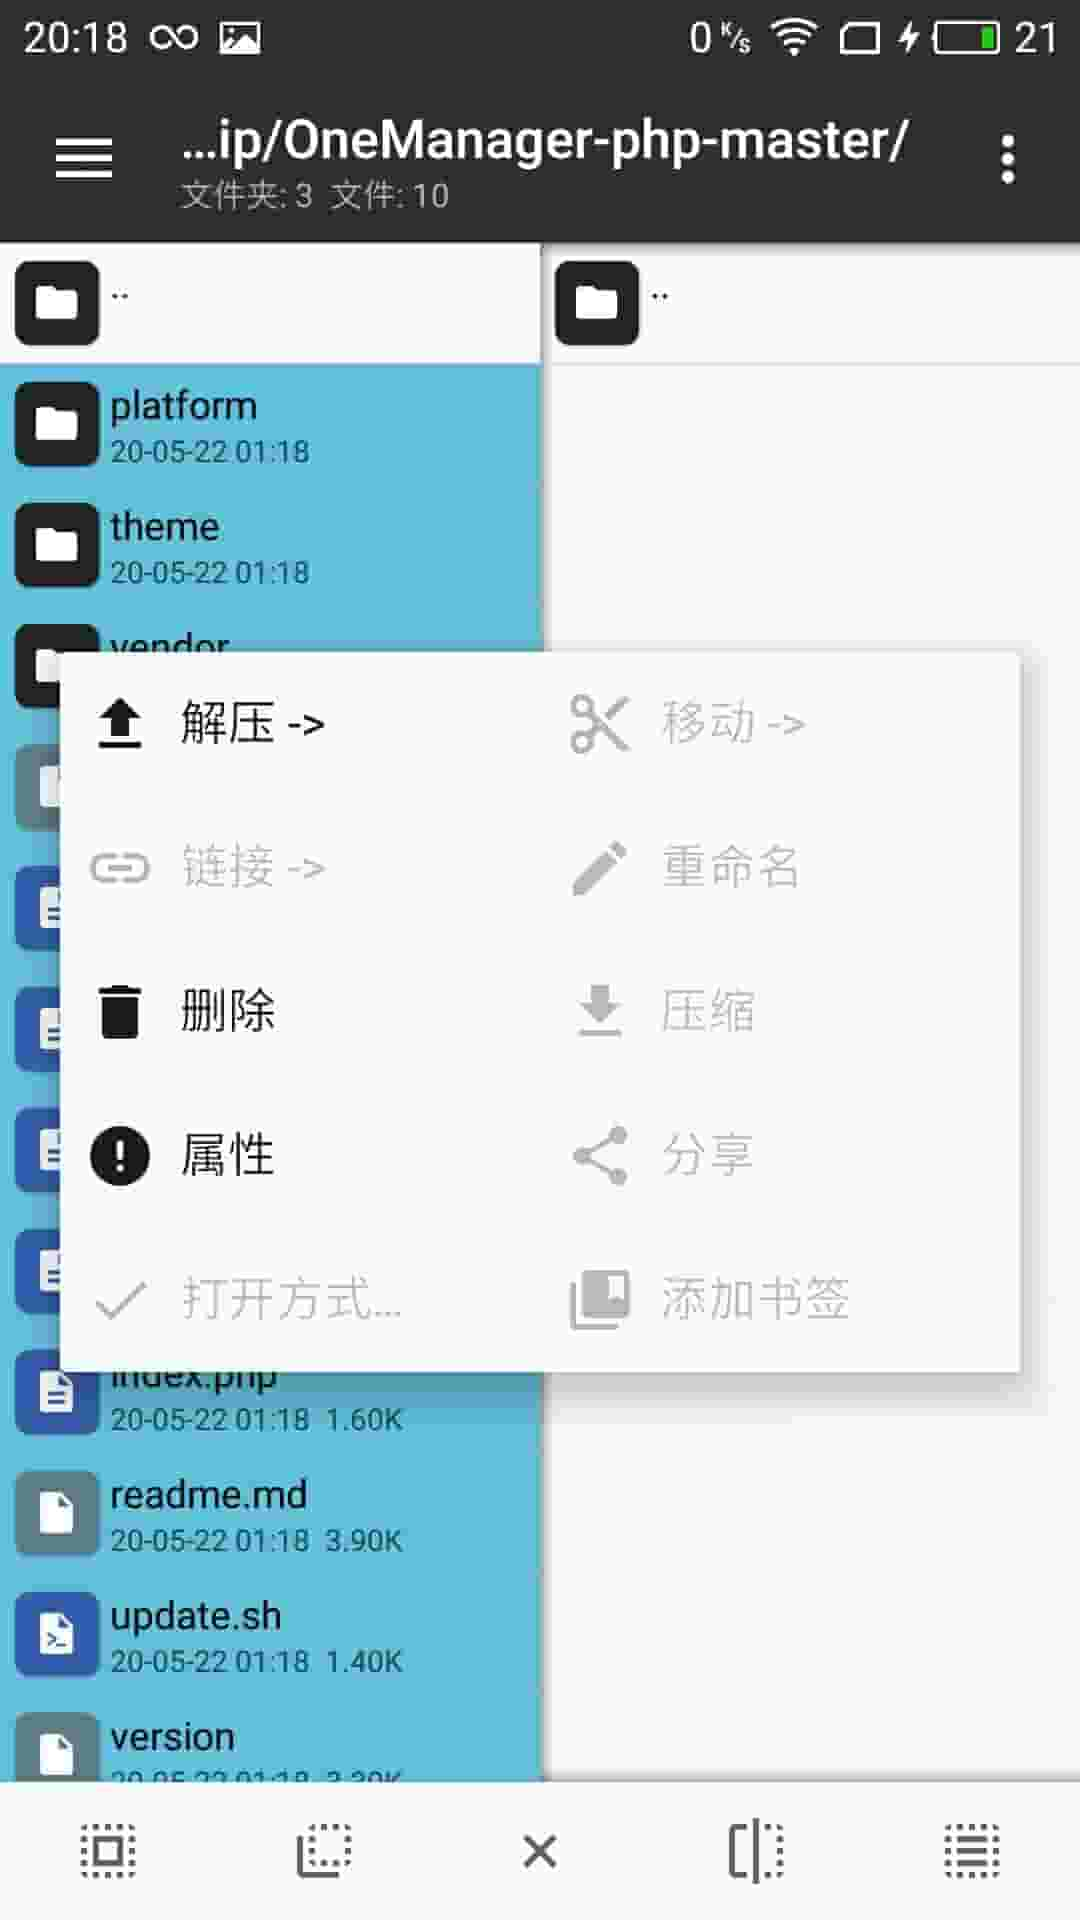 20:18
0 K/s
21
...ip/OneManager-php-master/
文件夹: 3 文件: 10
..
..
platform
20-05-22 01:18
theme
20-05-22 01:18
vendor
解压 ->
移动 ->
链接 ->
重命名
删除
压缩
属性
分享
打开方式...
添加书签
index.php
20-05-22 01:18 1.60K
readme.md
20-05-22 01:18 3.90K
update.sh
20-05-22 01:18 1.40K
version